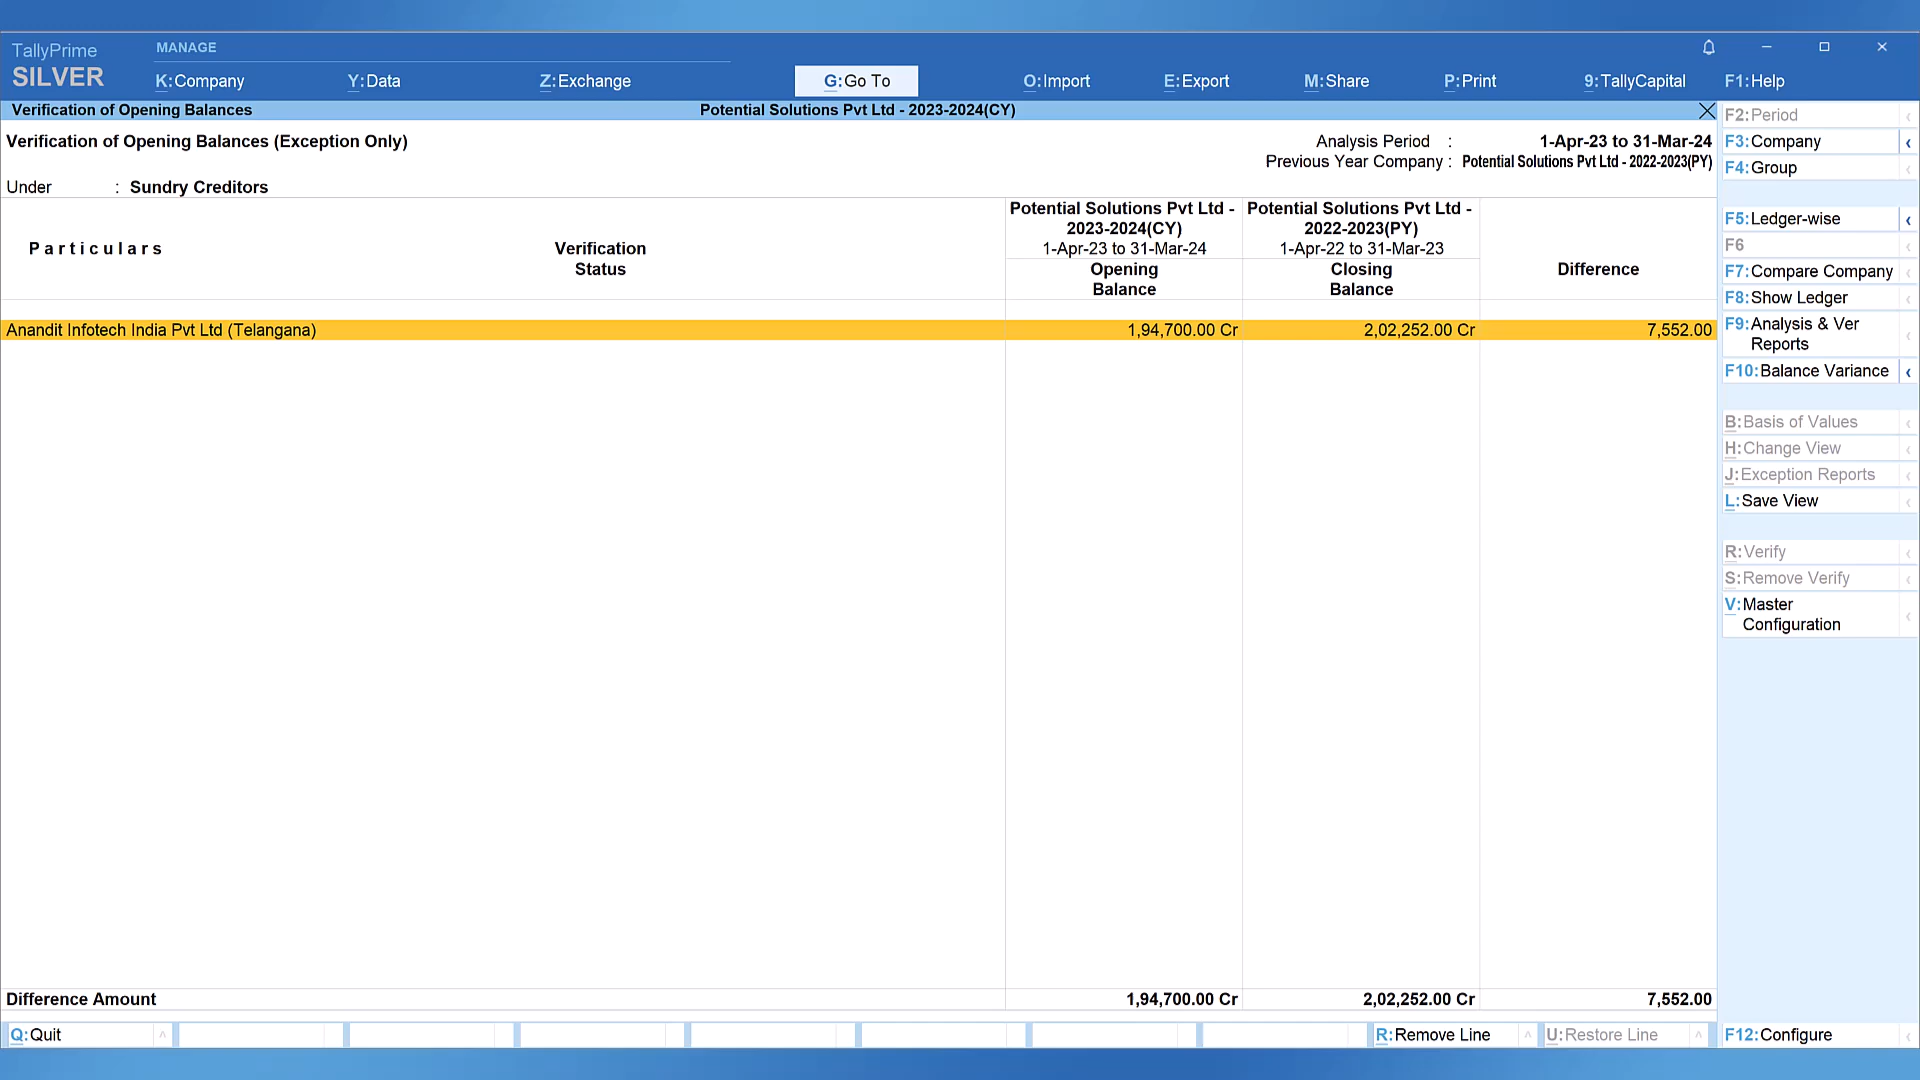 TallyPrime
SILVER
MANAGE
K:Company Y:Data Z:Exchange G:Go To O:Import E:Export M:Share P:Print 9:TallyCapital F1:Help
Verification of Opening Balances Potential Solutions Pvt Ltd - 2023-2024(CY)
Verification of Opening Balances (Exception Only)
Analysis Period : 1-Apr-23 to 31-Mar-24
Previous Year Company : Potential Solutions Pvt Ltd - 2022-2023(PY)
Under : Sundry Creditors
Particulars
Verification
Status
Potential Solutions Pvt Ltd -
2023-2024(CY)
1-Apr-23 to 31-Mar-24
Opening
Balance
Potential Solutions Pvt Ltd -
2022-2023(PY)
1-Apr-22 to 31-Mar-23
Closing
Balance
Difference
Anandit Infotech India Pvt Ltd (Telangana) 1,94,700.00 Cr 2,02,252.00 Cr 7,552.00
Difference Amount 1,94,700.00 Cr 2,02,252.00 Cr 7,552.00
F2:Period
F3:Company
F4:Group
F5:Ledger-wise
F6
F7:Compare Company
F8:Show Ledger
F9:Analysis & Ver
Reports
F10:Balance Variance
B:Basis of Values
H:Change View
J:Exception Reports
L:Save View
R:Verify
S:Remove Verify
V:Master
Configuration
Q:Quit R:Remove Line U:Restore Line F12:Configure